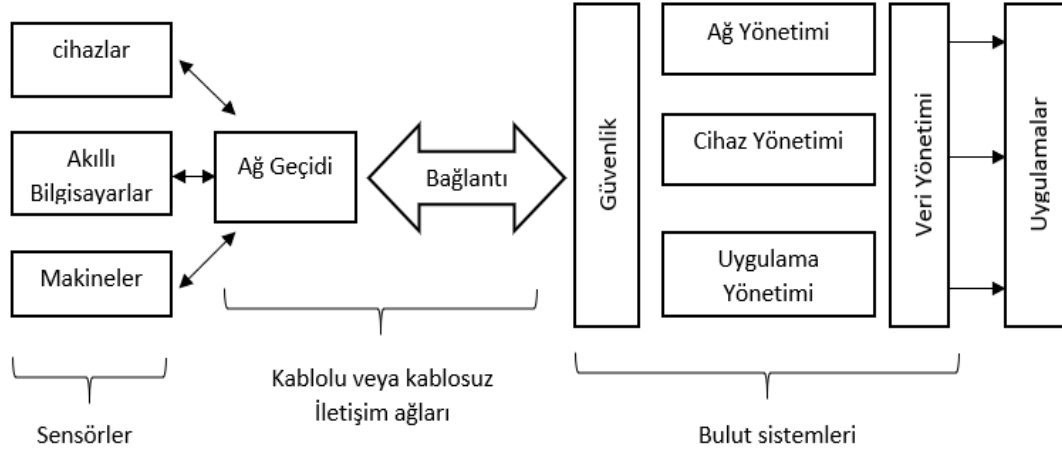 cihazlar
Akıllı
Bilgisayarlar
Makineler
Sensörler
Ağ Geçidi
Bağlantı
Kablolu veya kablosuz
İletişim ağları
Güvenlik
Ağ Yönetimi
Cihaz Yönetimi
Uygulama
Yönetimi
Veri Yönetimi
Bulut sistemleri
Uygulamalar